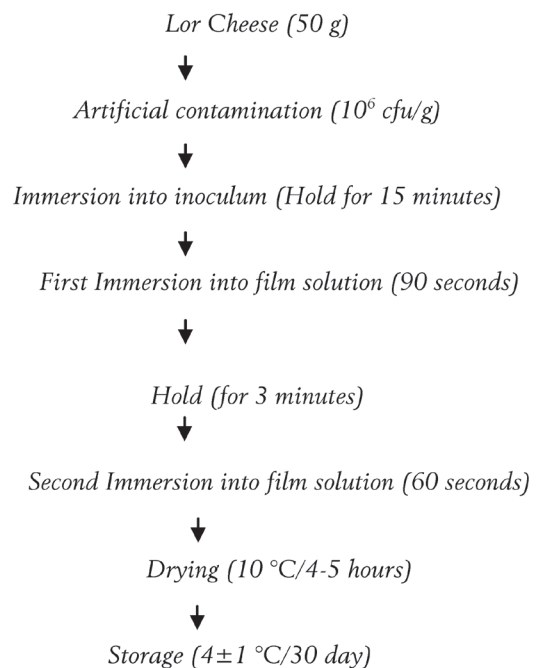 Lor Cheese (50 g)
Artificial contamination (10⁶ cfu/g)
Immersion into inoculum (Hold for 15 minutes)
First Immersion into film solution (90 seconds)
Hold (for 3 minutes)
Second Immersion into film solution (60 seconds)
Drying (10 °C/4-5 hours)
Storage (4±1 °C/30 day)